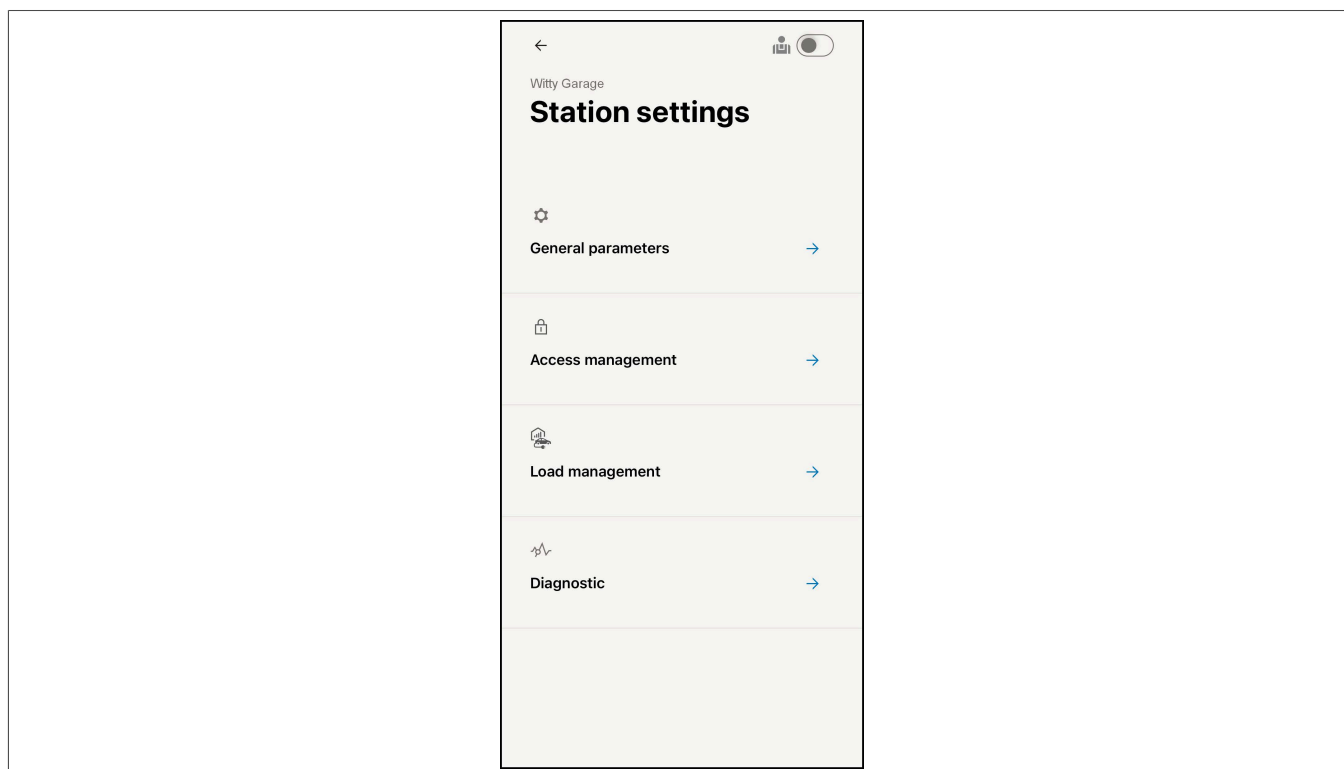 Witty Garage
Station settings
General parameters
Access management
Load management
Diagnostic